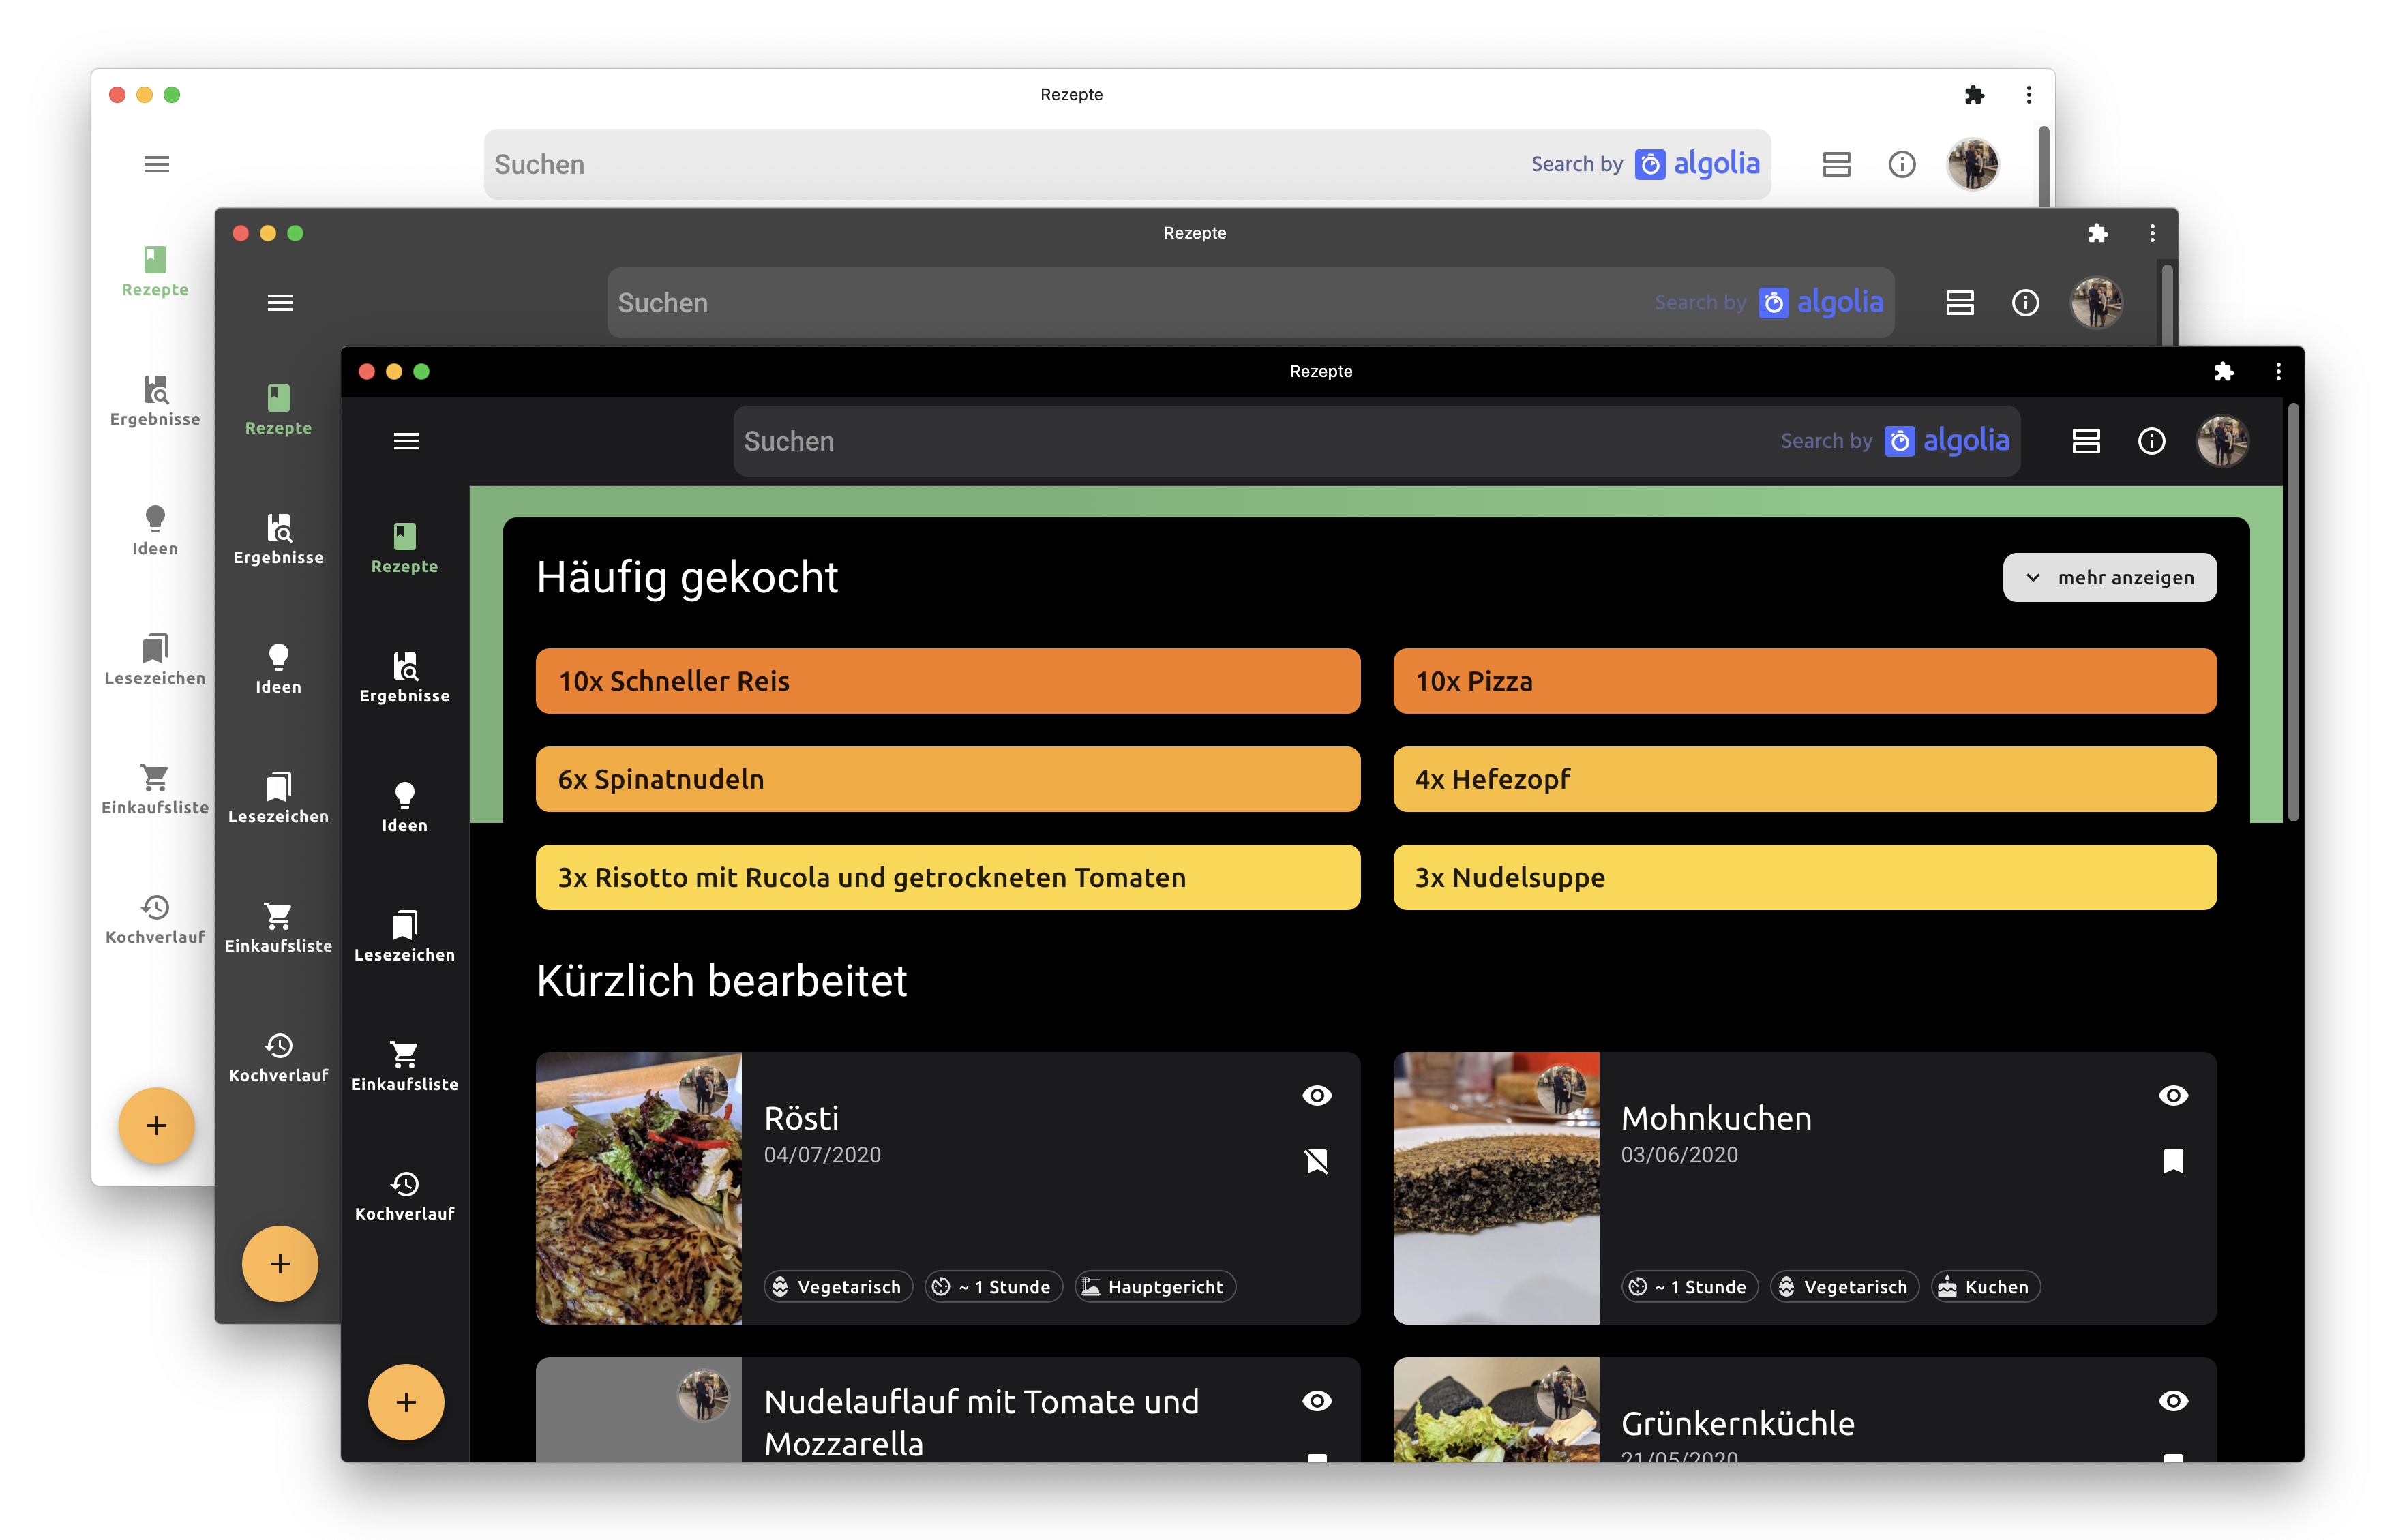 Rezepte
Suchen
Search by algolia
Rezepte
Ergebnisse
Ideen
Lesezeichen
Einkaufsliste
Kochverlauf
Rezepte
Suchen
Search by algolia
Rezepte
Ergebnisse
Ideen
Lesezeichen
Einkaufsliste
Kochverlauf
Rezepte
Suchen
Search by algolia
Rezepte
Ergebnisse
Ideen
Lesezeichen
Einkaufsliste
Kochverlauf
Häufig gekocht
mehr anzeigen
10x Schneller Reis
10x Pizza
6x Spinatnudeln
4x Hefezopf
3x Risotto mit Rucola und getrockneten Tomaten
3x Nudelsuppe
Kürzlich bearbeitet
Rösti
04/07/2020
Vegetarisch
~ 1 Stunde
Hauptgericht
Mohnkuchen
03/06/2020
~ 1 Stunde
Vegetarisch
Kuchen
Nudelauflauf mit Tomate und
Mozzarella
Grünkernküchle
21/05/2020